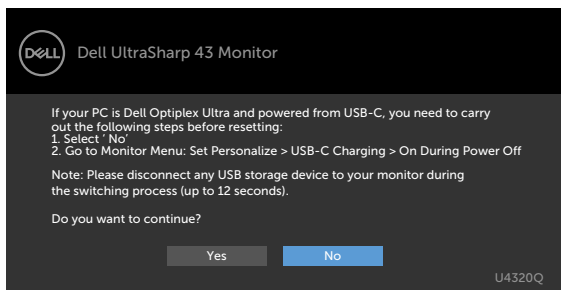 DELL
Dell UltraSharp 43 Monitor
If your PC is Dell Optiplex Ultra and powered from USB-C, you need to carry
out the following steps before resetting:
1. Select ‘ No’
2. Go to Monitor Menu: Set Personalize > USB-C Charging > On During Power Off
Note: Please disconnect any USB storage device to your monitor during
the switching process (up to 12 seconds).
Do you want to continue?
Yes No
U4320Q